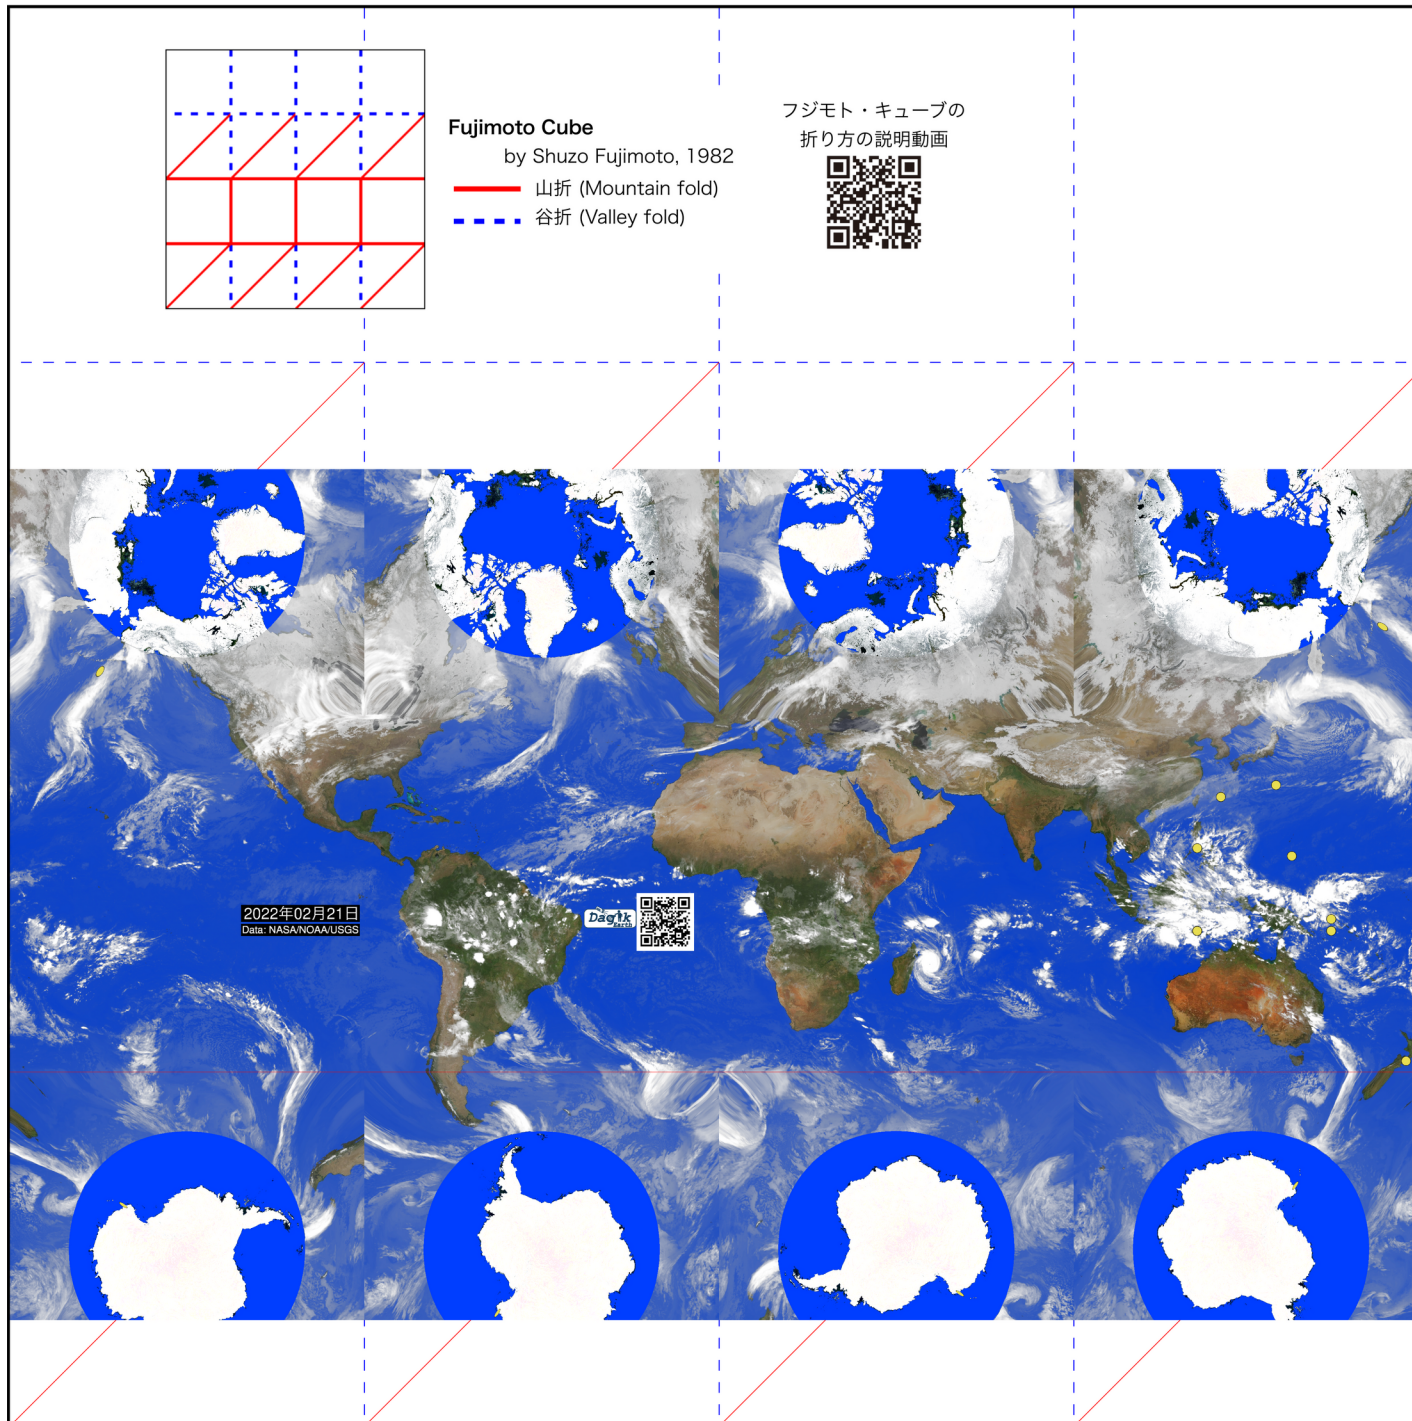 Fujimoto Cube
by Shuzo Fujimoto, 1982
山折 (Mountain fold)
谷折 (Valley fold)
フジモト・キューブの
折り方の説明動画
2022年02月21日
Data: NASA/NOAA/USGS
Dagik
Earth